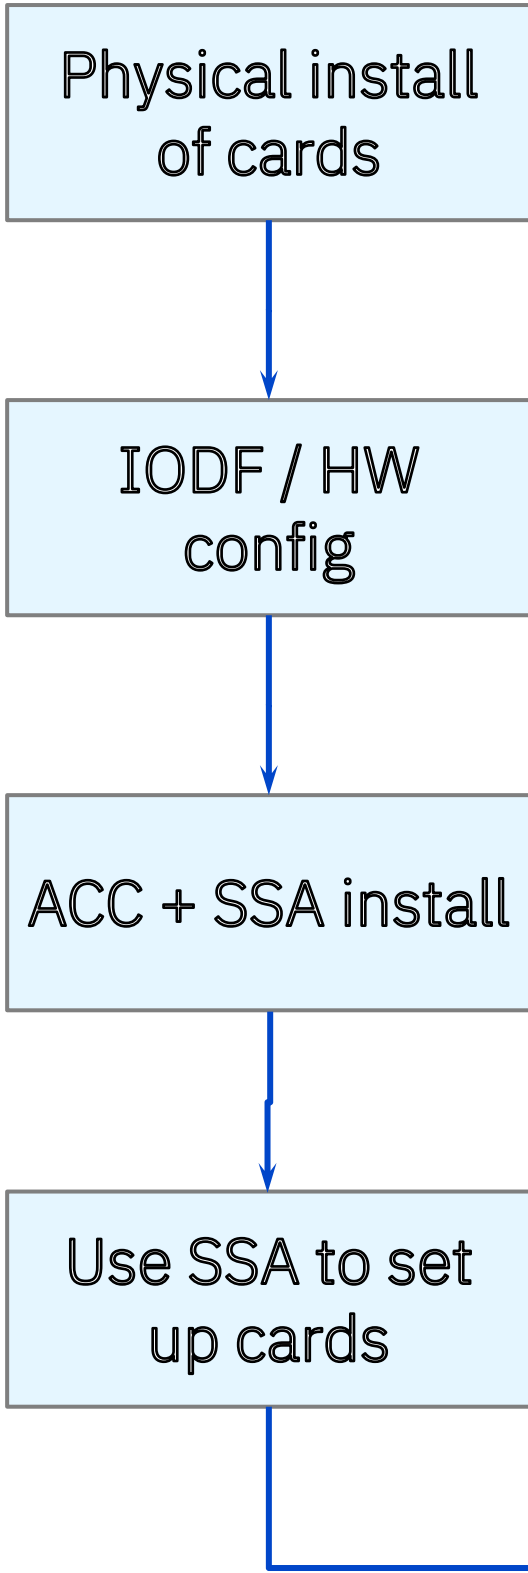 Physical install
of cards
IODF / HW
config
ACC + SSA install
Use SSA to set
up cards